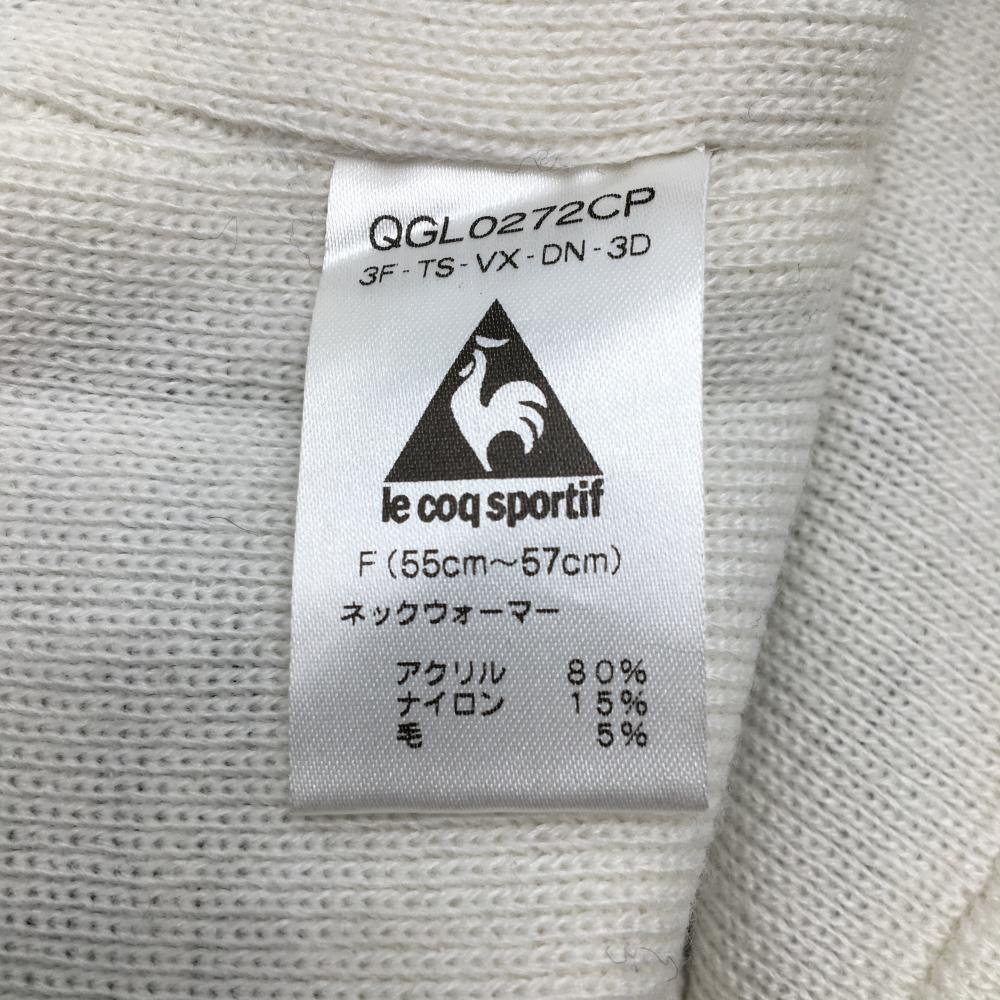 QGL0272CP
3F-TS-VX-DN-3D
le coq sportif
F (55cm〜57cm)
ネックウォーマー
アクリル 80%
ナイロン 15%
毛 5%